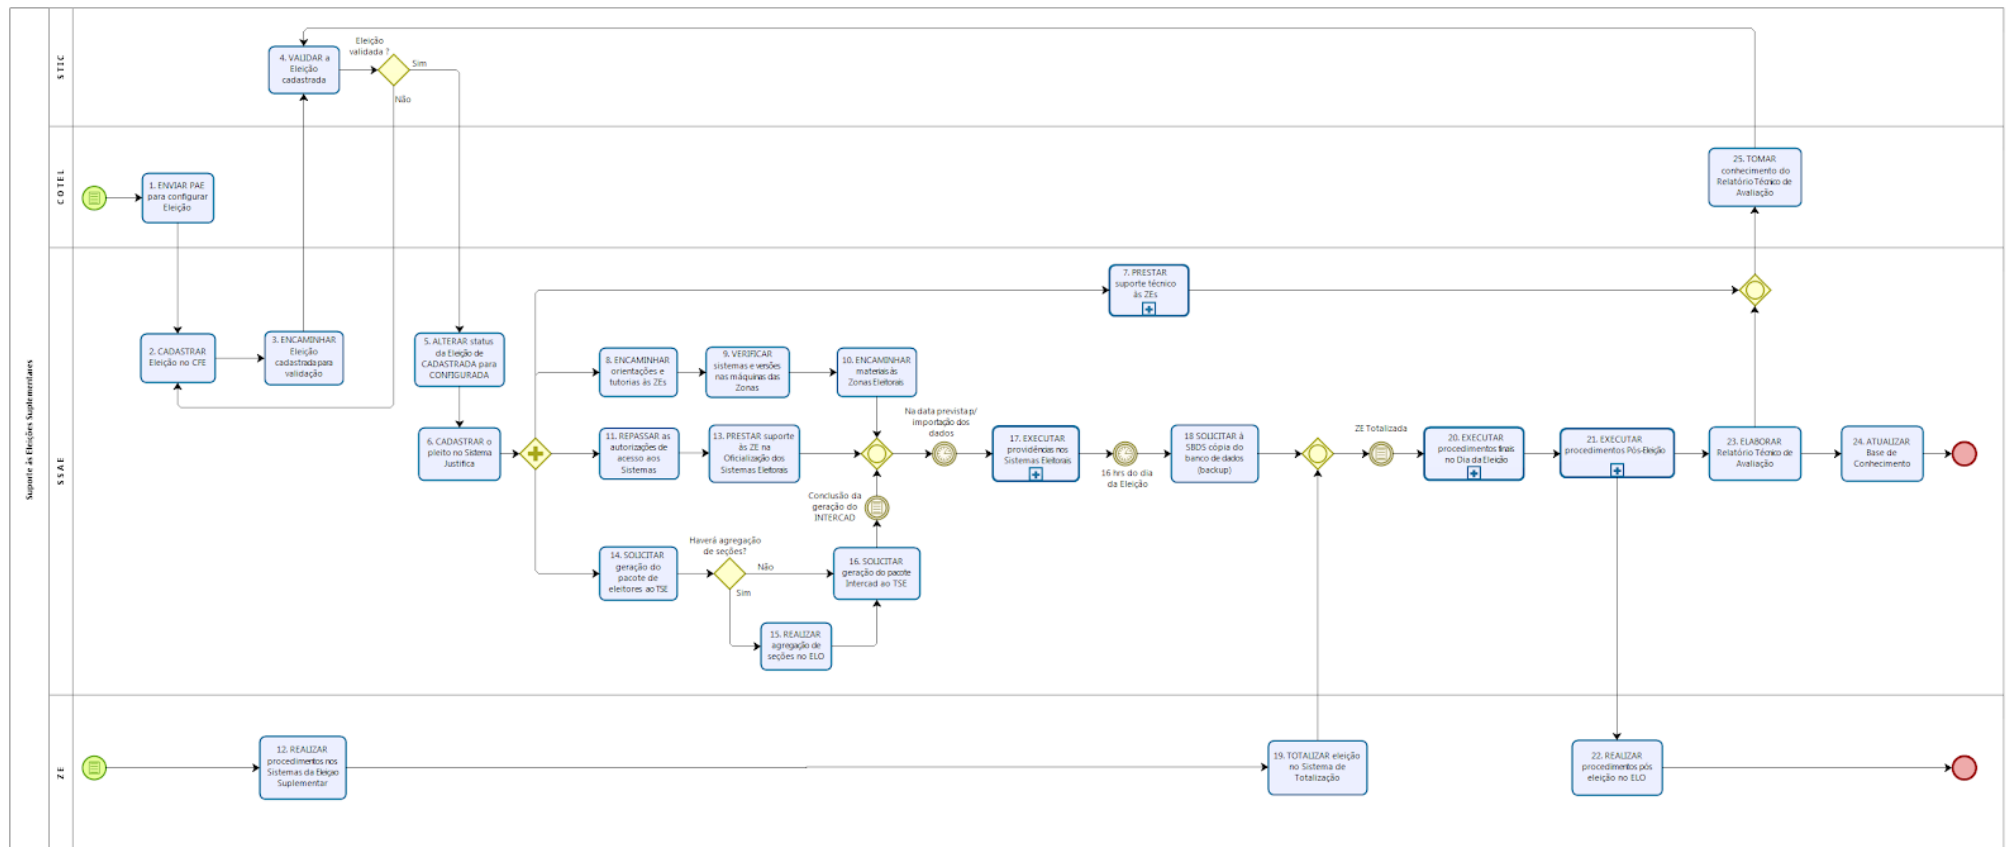 Suporte às Eleições Suplementares
STIC
4. VALIDAR a
Eleição
cadastrada
Eleição
validada ?
Sim
Não
COTEL
1. ENVIAR PAE
para configurar
Eleição
25. TOMAR
conhecimento do
Relatório Técnico de
Avaliação
SSAE
2. CADASTRAR
Eleição no CFE
3. ENCAMINHAR
Eleição
cadastrada para
validação
5. ALTERAR status
da Eleição de
CADASTRADA para
CONFIGURADA
6. CADASTRAR o
pleito no Sistema
Justifica
7. PRESTAR
suporte técnico
às ZEs
8. ENCAMINHAR
orientações e
tutorias às ZEs
9. VERIFICAR
sistemas e versões
nas máquinas das
Zonas
10. ENCAMINHAR
materiais às
Zonas Eleitorais
11. REPASSAR as
autorizações de
acesso aos
Sistemas
13. PRESTAR suporte
às ZE na
Oficialização dos
Sistemas Eleitorais
Na data prevista p/
importação dos
dados
17. EXECUTAR
providências nos
Sistemas Eleitorais
16 hrs do dia
da Eleição
18 SOLICITAR à
SBDS cópia do
banco de dados
(backup)
ZE Totalizada
20. EXECUTAR
procedimentos finais
no Dia da Eleição
21. EXECUTAR
procedimentos Pós-Eleição
23. ELABORAR
Relatório Técnico de
Avaliação
24. ATUALIZAR
Base de
Conhecimento
Conclusão da
geração do
INTERCAD
14. SOLICITAR
geração do
pacote de
eleitores ao TSE
Haverá agregação
de seções?
Não
Sim
16. SOLICITAR
geração do pacote
Intercad ao TSE
15. REALIZAR
agregação de
seções no ELO
ZE
12. REALIZAR
procedimentos nos
Sistemas da Eleiçao
Suplementar
19. TOTALIZAR eleição
no Sistema de
Totalização
22. REALIZAR
procedimentos pós
eleição no ELO